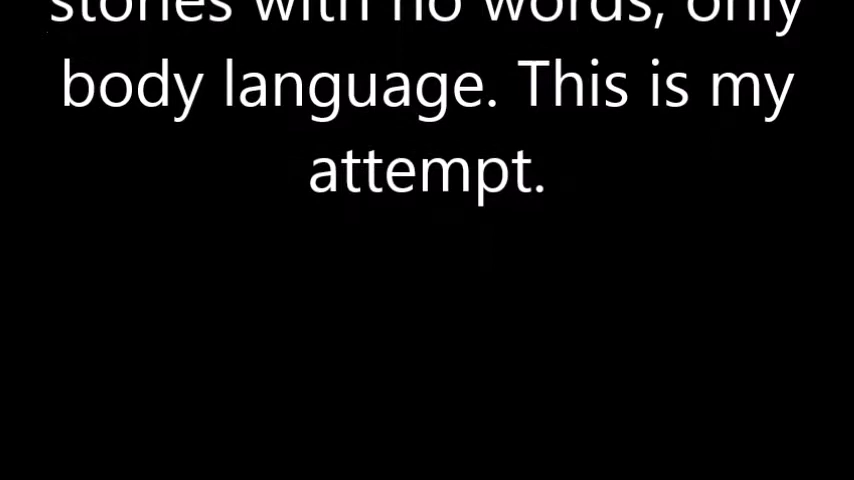 stories with no words, only
body language. This is my
attempt.